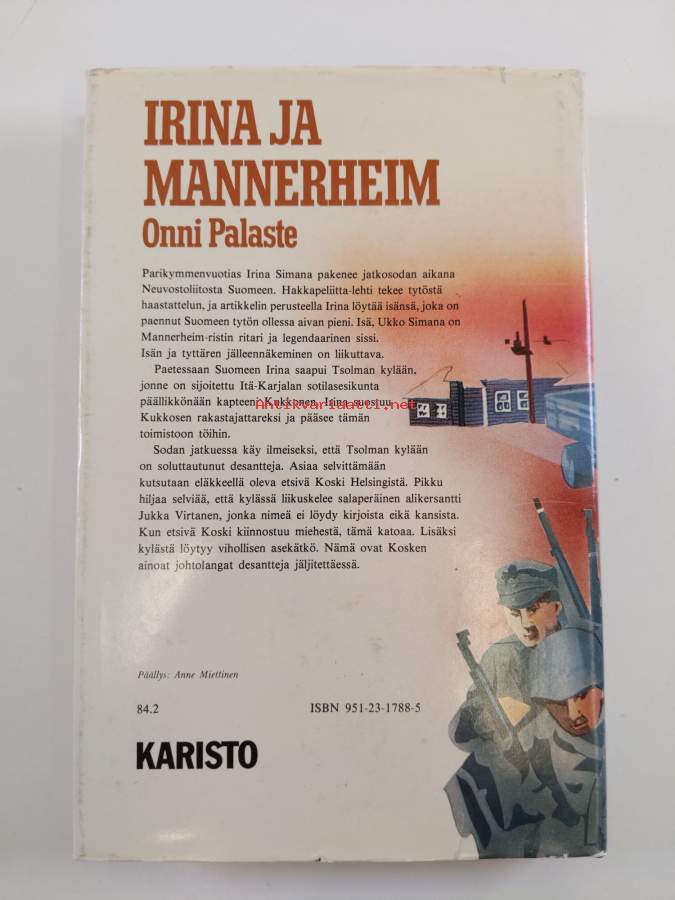 IRINA JA
MANNERHEIM
Onni Palaste
Parikymmenvuotias Irina Simana pakenee jatkosodan aikana
Neuvostoliitosta Suomeen. Hakkapeliitta-lehti tekee tytöstä
haastattelun, ja artikkelin perusteella Irina löytää isänsä, joka on
paennut Suomeen tytön ollessa aivan pieni. Isä, Ukko Simana on
Mannerheim-ristin ritari ja legendaarinen sissi.
Isän ja tyttären jälleennäkeminen on liikuttava.
Paetessaan Suomeen Irina saapui Tsolman kylään,
jonne on sijoitettu Itä-Karjalan sotilasesikunta
päällikkönään kapteeni Kukkonen. Irina suostuu
Antikvariaatti.net
Kukkosen rakastajattareksi ja pääsee tämän
toimistoon töihin.
Sodan jatkuessa käy ilmeiseksi, että Tsolman kylään
on soluttautunut desantteja. Asiaa selvittämään
kutsutaan eläkkeellä oleva etsivä Koski Helsingistä. Pikku
hiljaa selviää, että kylässä liikuskelee salaperäinen alikersantti
Jukka Virtanen, jonka nimeä ei löydy kirjoista eikä kansista.
Kun etsivä Koski kiinnostuu miehestä, tämä katoaa. Lisäksi
kylästä löytyy vihollisen asekätkö. Nämä ovat Kosken
ainoat johtolangat desantteja jäljitettäessä.
Päällys: Anne Miettinen
84.2
ISBN 951-23-1788-5
KARISTO